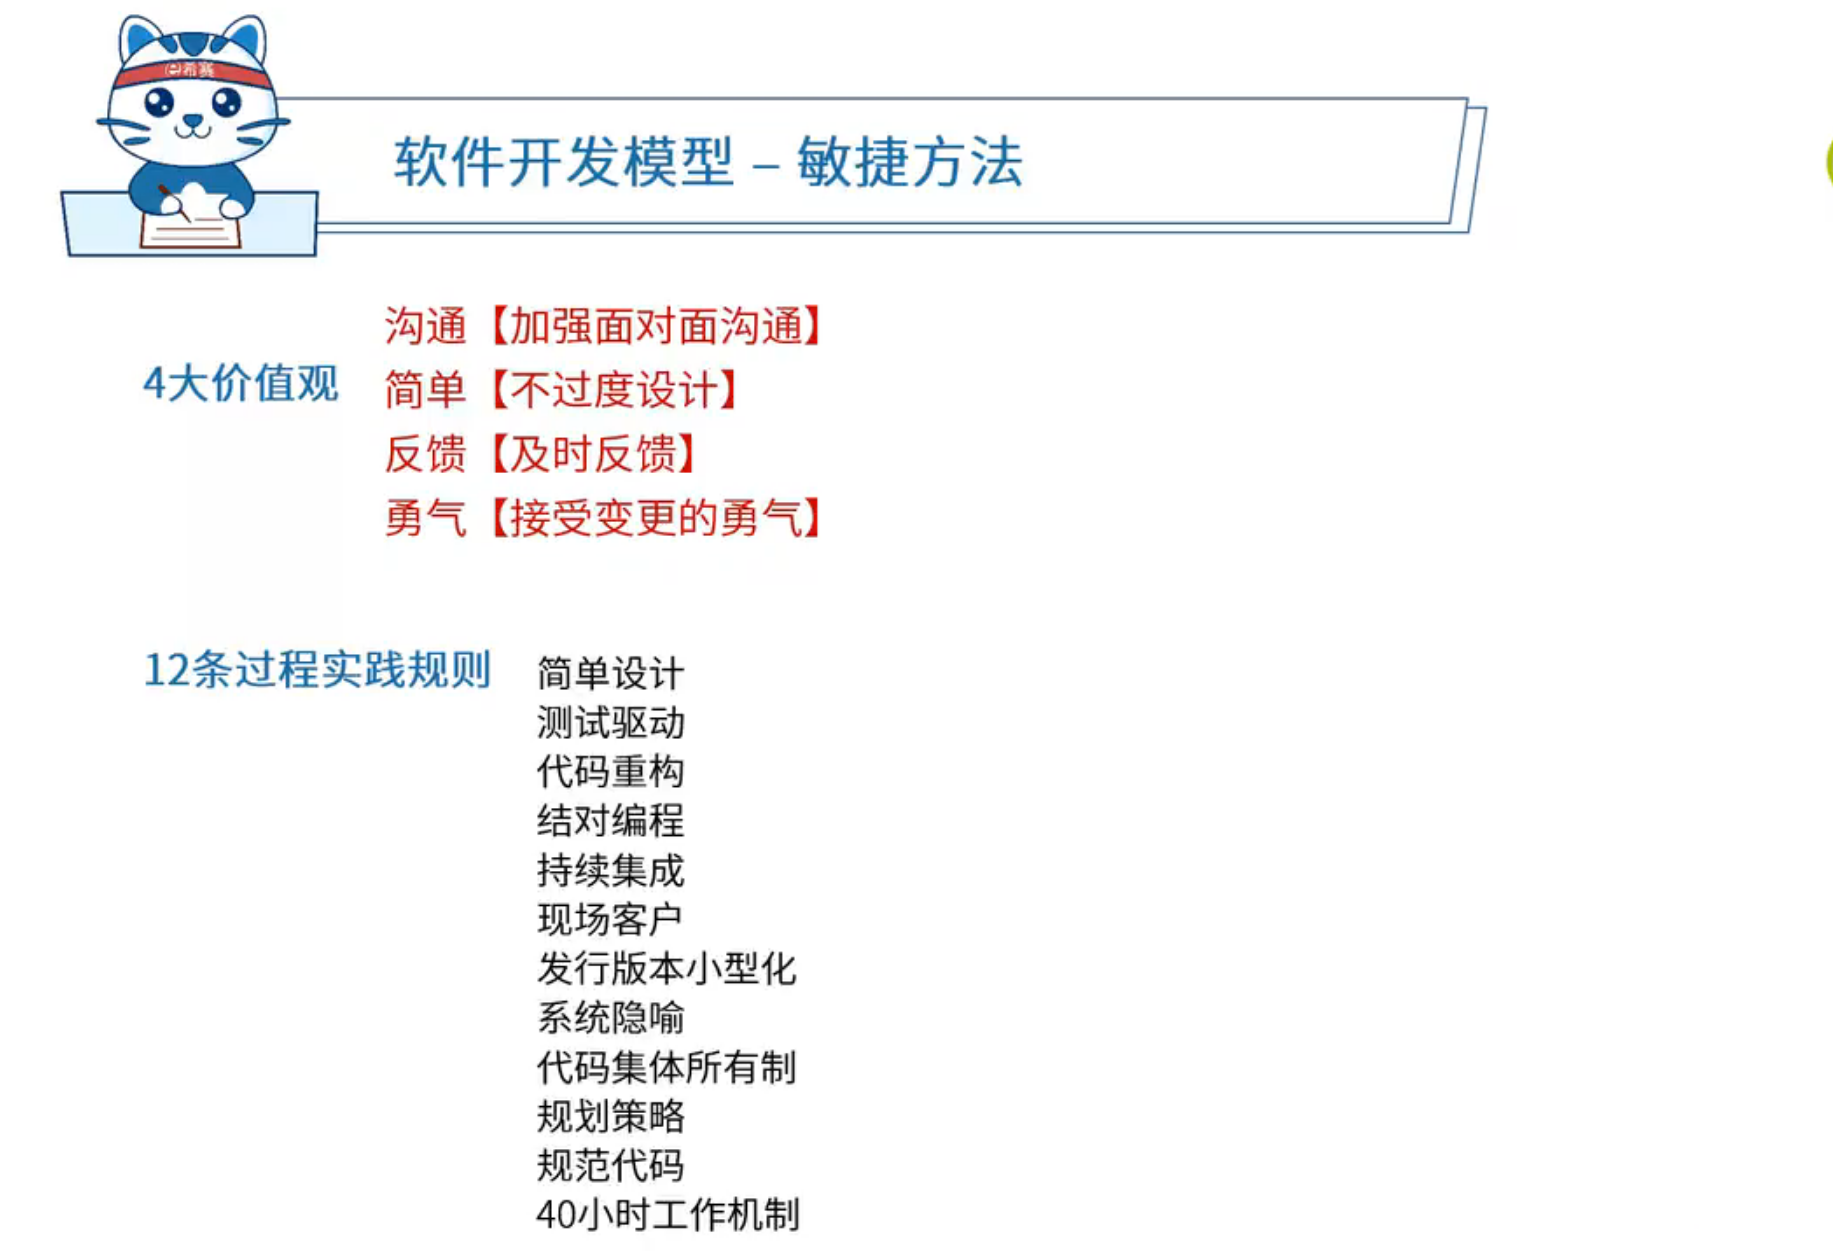 e希赛
软件开发模型 – 敏捷方法
4大价值观
沟通【加强面对面沟通】
简单【不过度设计】
反馈【及时反馈】
勇气【接受变更的勇气】
12条过程实践规则
简单设计
测试驱动
代码重构
结对编程
持续集成
现场客户
发行版本小型化
系统隐喻
代码集体所有制
规划策略
规范代码
40小时工作机制